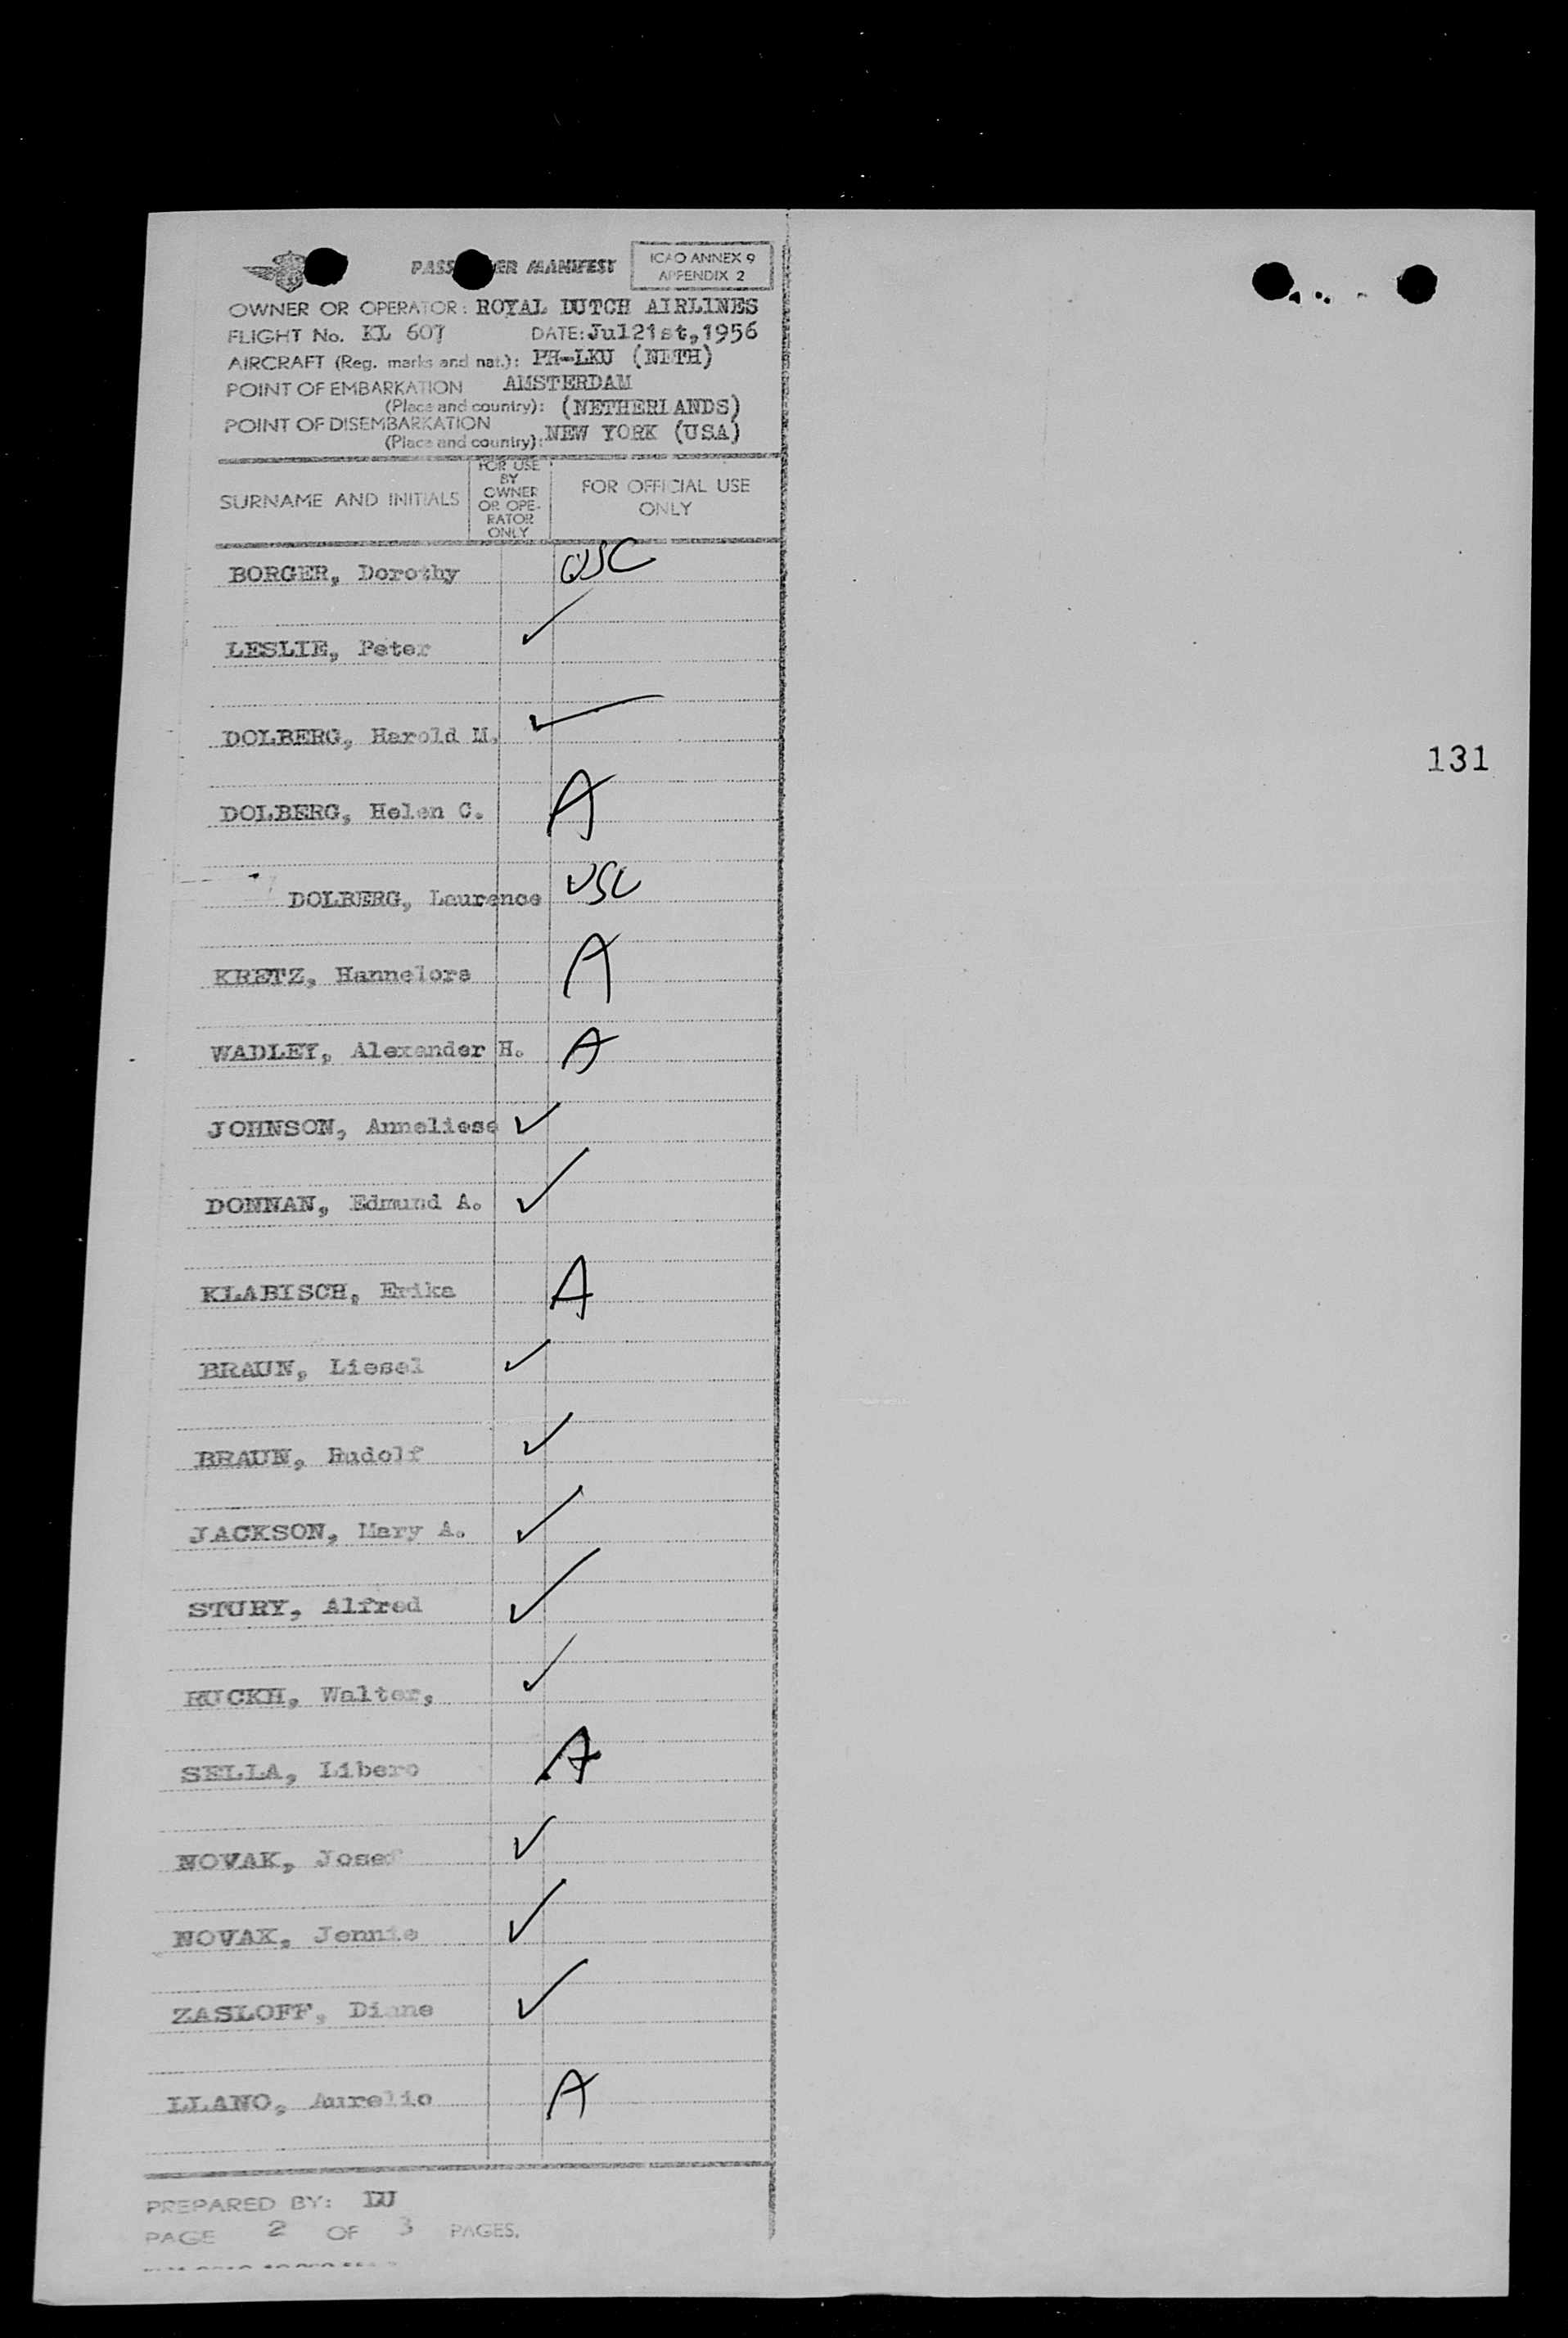 PASS ER MANIFEST
ICAO ANNEX 9
APPENDIX 2
OWNER OR OPERATOR: ROYAL DUTCH AIRLINES
FLIGHT No. KL 607 DATE: Jul21st,1956
AIRCRAFT (Reg. marks and nat.): PH-LKU (NETH)
POINT OF EMBARKATION AMSTERDAM
(Place and country): (NETHERLANDS)
POINT OF DISEMBARKATION
(Place and country): NEW YORK (USA)
SURNAME AND INITIALS
FOR USE
BY
OWNER
OR OPE-
RATOR
ONLY
FOR OFFICIAL USE
ONLY
BORGER, Dorothy USC
LESLIE, Peter ✓
DOLBERG, Harold M. ✓
131
DOLBERG, Helen C. A
DOLBERG, Laurence USC
KRETZ, Hannelore A
WADLEY, Alexander H. A
JOHNSON, Anneliese ✓
DONNAN, Edmund A. ✓
KLABISCH, Erika A
BRAUN, Liesel ✓
BRAUN, Rudolf ✓
JACKSON, Mary A. ✓
STURY, Alfred ✓
RUCKH, Walter, ✓
SELLA, Libero A
NOVAK, Josef ✓
NOVAK, Jennie ✓
ZASLOFF, Diane ✓
LLANO, Aurelio A
PREPARED BY: DU
PAGE 2 OF 3 PAGES.